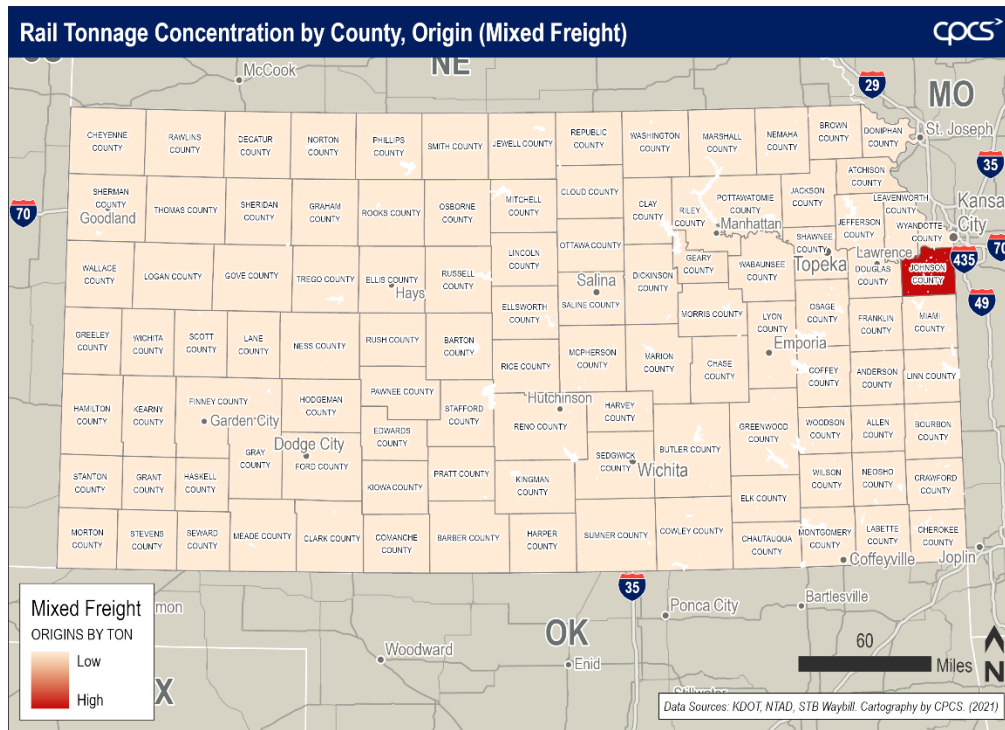 Rail Tonnage Concentration by County, Origin (Mixed Freight)
CPCS
McCook
NE
MO
29
St. Joseph
35
CHEYENNE
COUNTY
RAWLINS
COUNTY
DECATUR
COUNTY
NORTON
COUNTY
PHILLIPS
COUNTY
SMITH COUNTY
JEWELL COUNTY
REPUBLIC
COUNTY
WASHINGTON
COUNTY
MARSHALL
COUNTY
NEMAHA
COUNTY
BROWN
COUNTY
DONIPHAN
COUNTY
ATCHISON
COUNTY
70
SHERMAN
COUNTY
Goodland
THOMAS COUNTY
SHERIDAN
COUNTY
GRAHAM
COUNTY
ROOKS COUNTY
OSBORNE
COUNTY
MITCHELL
COUNTY
CLOUD COUNTY
CLAY
COUNTY
RILEY
COUNTY
POTTAWATOMIE
COUNTY
Manhattan
JACKSON
COUNTY
JEFFERSON
COUNTY
LEAVENWORTH
COUNTY
WYANDOTTE
COUNTY
Kansas
City
70
435
WALLACE
COUNTY
LOGAN COUNTY
GOVE COUNTY
TREGO COUNTY
ELLIS COUNTY
Hays
RUSSELL
COUNTY
LINCOLN
COUNTY
OTTAWA COUNTY
Salina
SALINE COUNTY
DICKINSON
COUNTY
GEARY
COUNTY
WABAUNSEE
COUNTY
SHAWNEE
COUNTY
Topeka
Lawrence
DOUGLAS
COUNTY
JOHNSON
COUNTY
49
GREELEY
COUNTY
WICHITA
COUNTY
SCOTT
COUNTY
LANE
COUNTY
NESS COUNTY
RUSH COUNTY
BARTON
COUNTY
ELLSWORTH
COUNTY
RICE COUNTY
MCPHERSON
COUNTY
MARION
COUNTY
MORRIS COUNTY
CHASE
COUNTY
LYON
COUNTY
Emporia
OSAGE
COUNTY
FRANKLIN
COUNTY
MIAMI
COUNTY
COFFEY
COUNTY
ANDERSON
COUNTY
LINN COUNTY
HAMILTON
COUNTY
KEARNY
COUNTY
FINNEY COUNTY
Garden City
HODGEMAN
COUNTY
PAWNEE COUNTY
EDWARDS
COUNTY
STAFFORD
COUNTY
Hutchinson
RENO COUNTY
HARVEY
COUNTY
SEDGWICK
COUNTY
Wichita
BUTLER COUNTY
GREENWOOD
COUNTY
WOODSON
COUNTY
ALLEN
COUNTY
BOURBON
COUNTY
STANTON
COUNTY
GRANT
COUNTY
HASKELL
COUNTY
GRAY
COUNTY
Dodge City
FORD COUNTY
KIOWA COUNTY
PRATT COUNTY
KINGMAN
COUNTY
ELK COUNTY
WILSON
COUNTY
NEOSHO
COUNTY
CRAWFORD
COUNTY
MORTON
COUNTY
STEVENS
COUNTY
SEWARD
COUNTY
MEADE COUNTY
CLARK COUNTY
COMANCHE
COUNTY
BARBER COUNTY
HARPER
COUNTY
SUMNER COUNTY
COWLEY COUNTY
CHAUTAUQUA
COUNTY
MONTGOMERY
COUNTY
LABETTE
COUNTY
CHEROKEE
COUNTY
Coffeyville
Joplin
35
Ponca City
Bartlesville
OK
Woodward
Enid
Mixed Freight
ORIGINS BY TON
Low
High
60
Miles
N
Data Sources: KDOT, NTAD, STB Waybill. Cartography by CPCS. (2021)